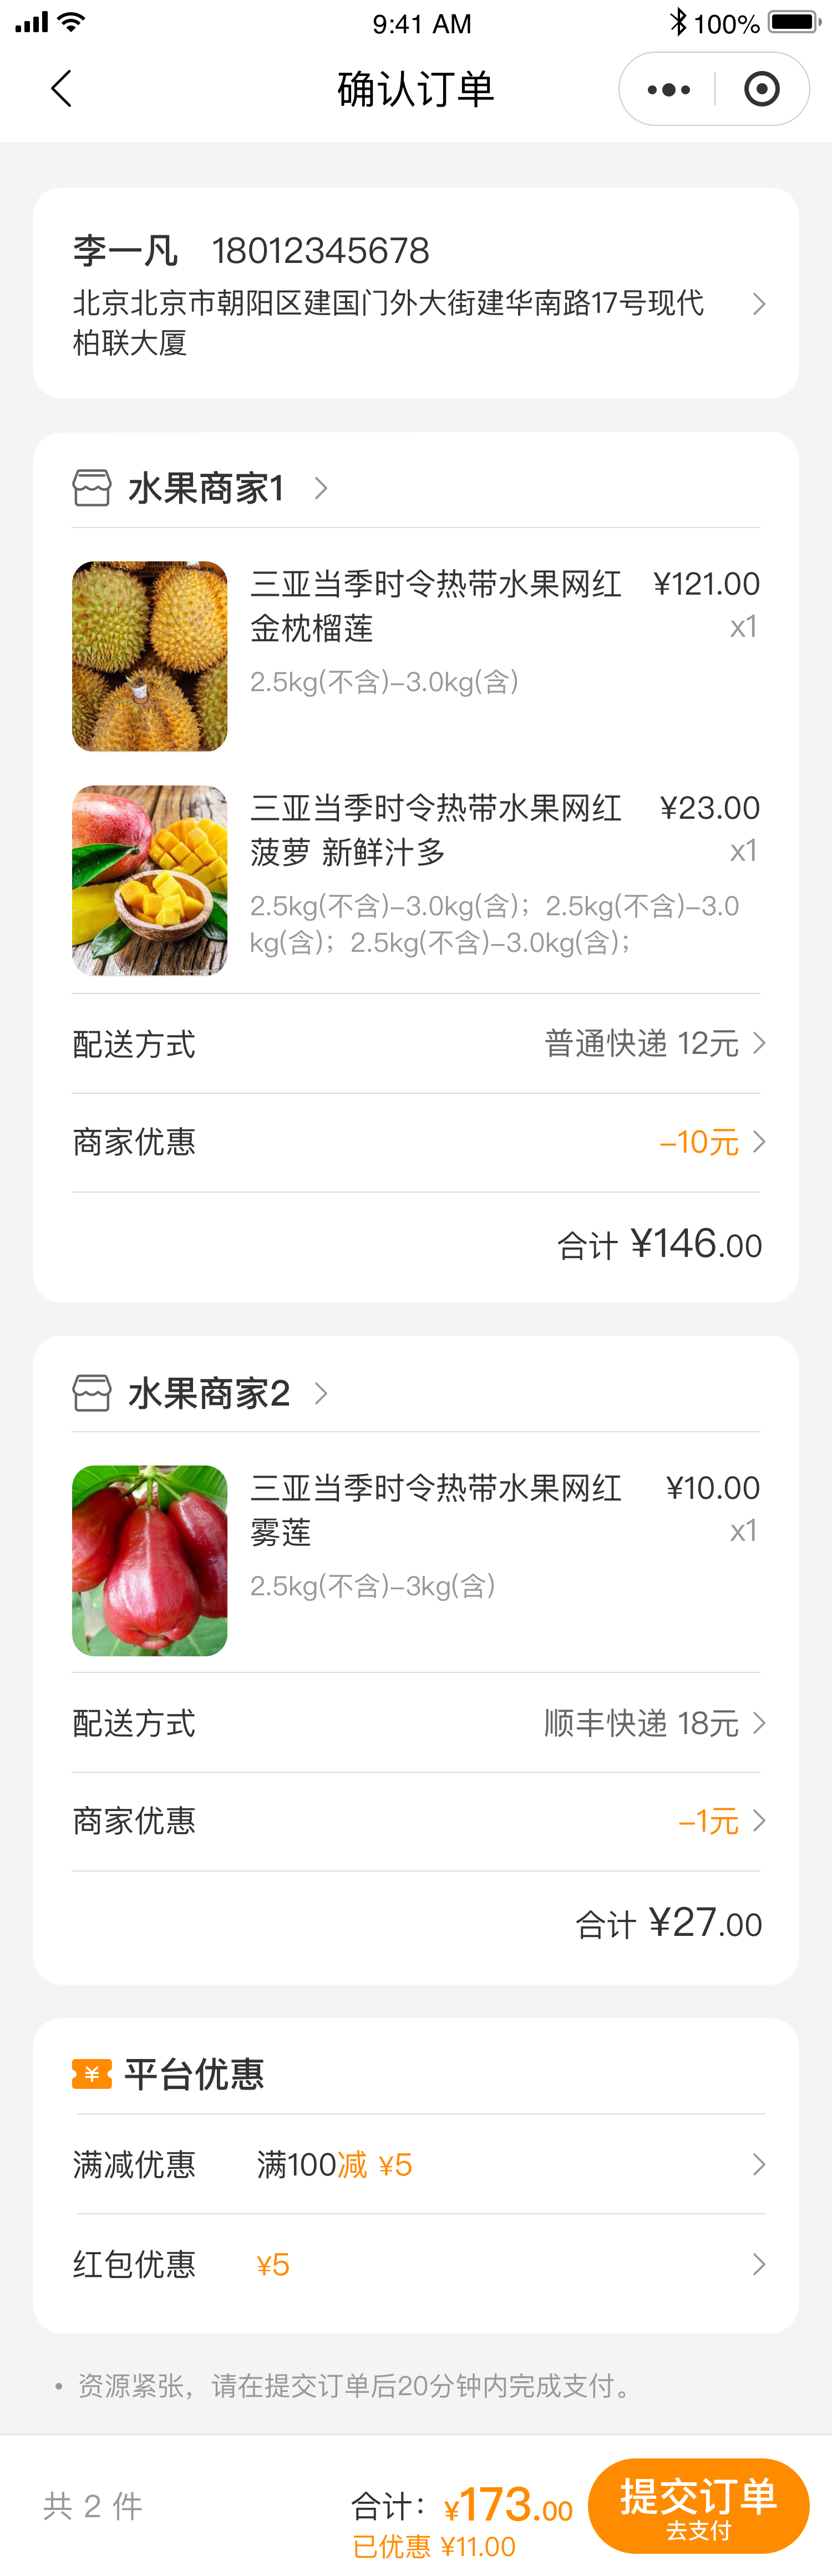 9:41 AM
100%
确认订单
李一凡 18012345678
北京北京市朝阳区建国门外大街建华南路17号现代
柏联大厦
水果商家1
三亚当季时令热带水果网红 ¥121.00
金枕榴莲 x1
2.5kg(不含)–3.0kg(含)
三亚当季时令热带水果网红 ¥23.00
菠萝 新鲜汁多 x1
2.5kg(不含)–3.0kg(含)；2.5kg(不含)–3.0
kg(含)；2.5kg(不含)–3.0kg(含)；
配送方式 普通快递 12元
商家优惠 –10元
合计 ¥146.00
水果商家2
三亚当季时令热带水果网红 ¥10.00
雾莲 x1
2.5kg(不含)–3kg(含)
配送方式 顺丰快递 18元
商家优惠 –1元
合计 ¥27.00
¥ 平台优惠
满减优惠 满100减 ¥5
红包优惠 ¥5
• 资源紧张，请在提交订单后20分钟内完成支付。
共 2 件 合计：¥173.00 提交订单
已优惠 ¥11.00 去支付